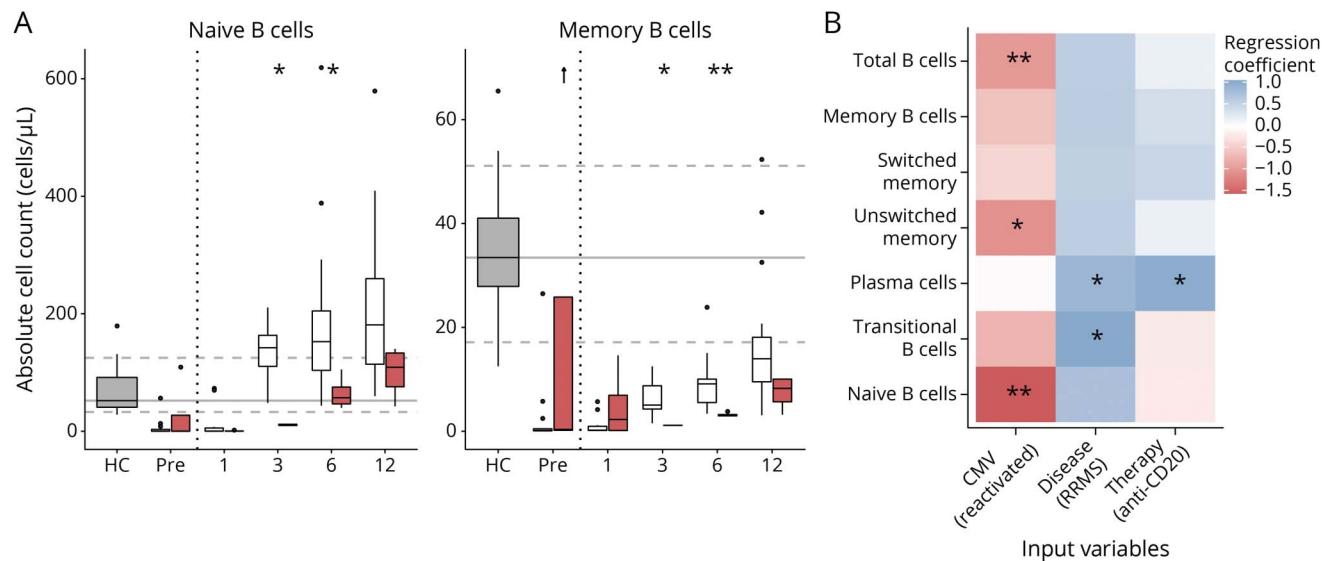 A
Naive B cells
Absolute cell count (cells/µL)
600
400
200
0
*
*
HC
Pre
1
3
6
12
Memory B cells
60
40
20
0
↑
*
**
HC
Pre
1
3
6
12
B
Total B cells
Memory B cells
Switched
memory
Unswitched
memory
Plasma cells
Transitional
B cells
Naive B cells
**
*
*
*
*
**
CMV
(reactivated)
Disease
(RRMS)
Therapy
(anti-CD20)
Input variables
Regression
coefficient
1.0
0.5
0.0
−0.5
−1.0
−1.5